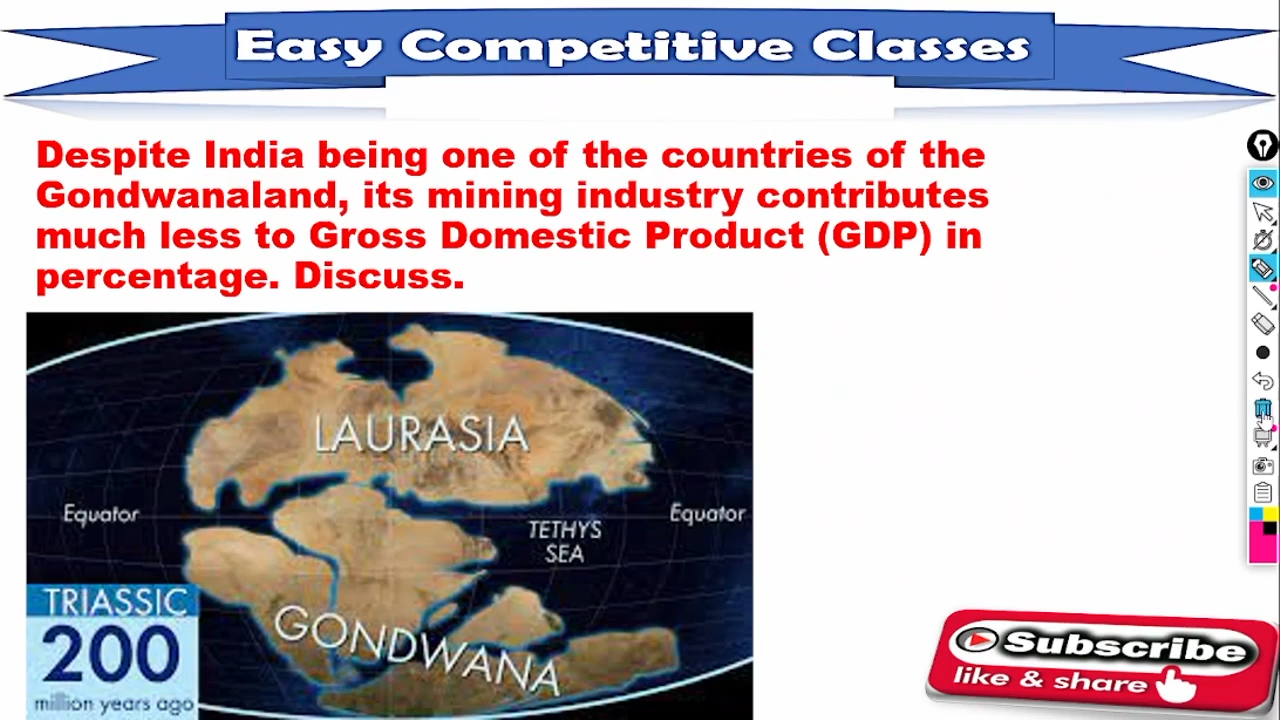 Easy Competitive Classes
Despite India being one of the countries of the
Gondwanaland, its mining industry contributes
much less to Gross Domestic Product (GDP) in
percentage. Discuss.
LAURASIA
Equator
Equator
TETHYS
SEA
GONDWANA
TRIASSIC
200
million years ago
Subscribe
like & share